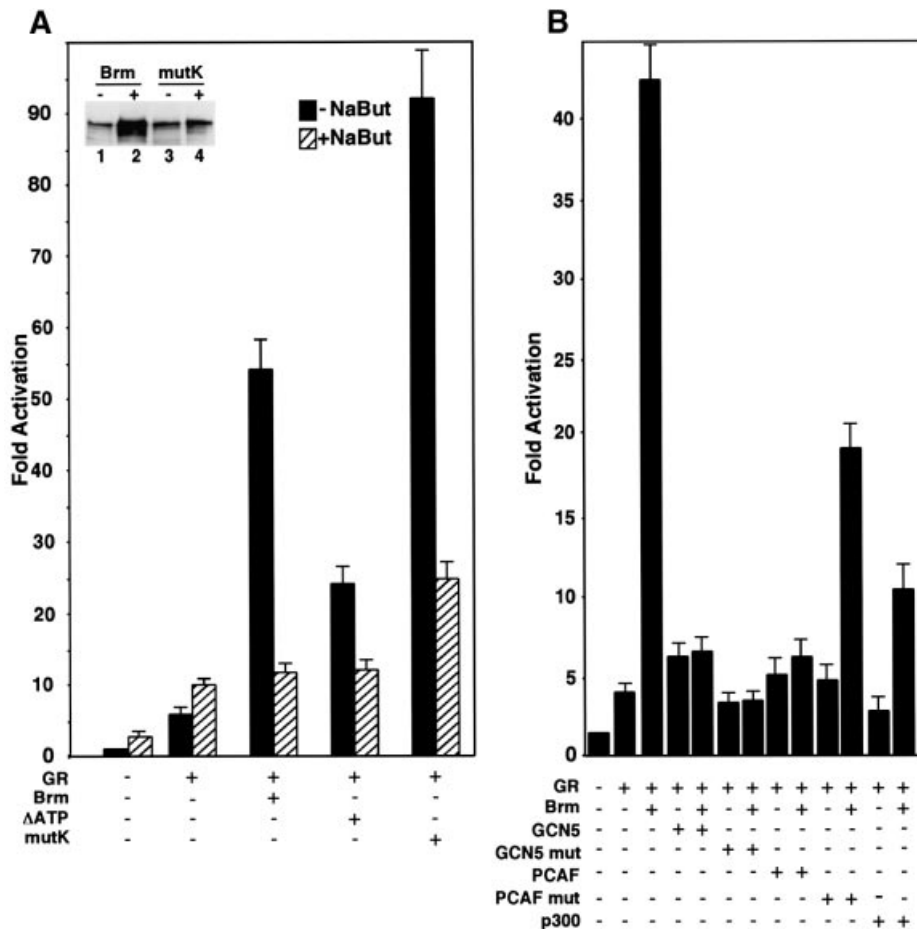 A
Brm mutK
- + - +
1 2 3 4
- NaBut
+NaBut
Fold Activation
90
80
70
60
50
40
30
20
10
0
GR - + + + +
Brm - - + - -
ΔATP - - - + -
mutK - - - - +
B
Fold Activation
40
35
30
20
15
10
5
0
GR - + + + + + + + + + + + +
Brm - - + - + - + - + - + - +
GCN5 - - - + + - - - - - - - -
GCN5 mut - - - - - + + - - - - - -
PCAF - - - - - - - + + - - - -
PCAF mut - - - - - - - - - + + - -
p300 - - - - - - - - - - - + +